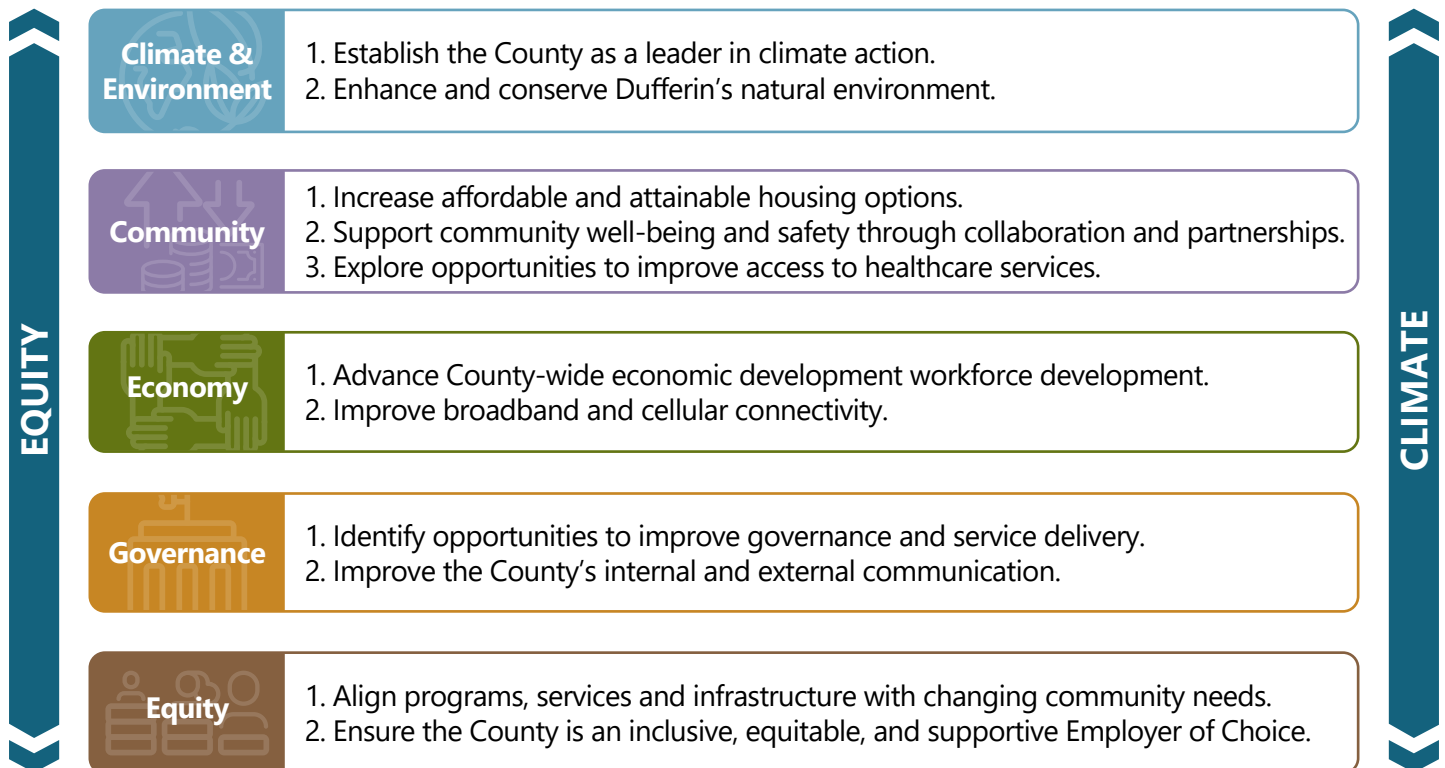 EQUITY
Climate &
Environment
1. Establish the County as a leader in climate action.
2. Enhance and conserve Dufferin’s natural environment.
Community
1. Increase affordable and attainable housing options.
2. Support community well-being and safety through collaboration and partnerships.
3. Explore opportunities to improve access to healthcare services.
Economy
1. Advance County-wide economic development workforce development.
2. Improve broadband and cellular connectivity.
Governance
1. Identify opportunities to improve governance and service delivery.
2. Improve the County’s internal and external communication.
Equity
1. Align programs, services and infrastructure with changing community needs.
2. Ensure the County is an inclusive, equitable, and supportive Employer of Choice.
CLIMATE